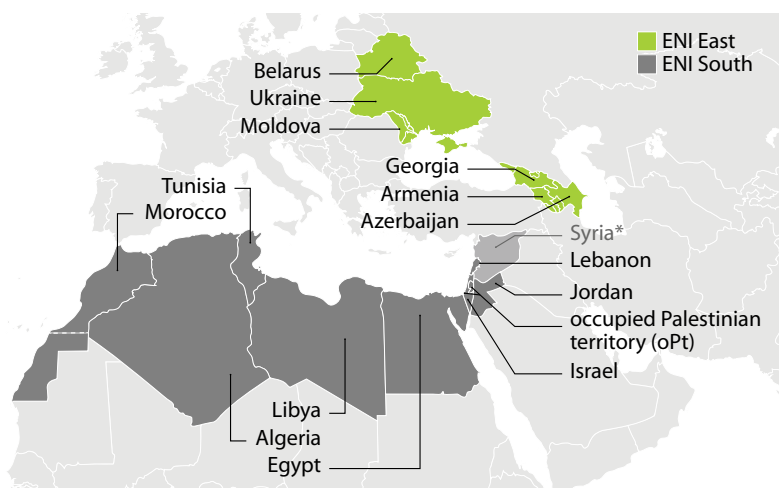 ENI East
ENI South
Belarus
Ukraine
Moldova
Georgia
Armenia
Azerbaijan
Tunisia
Morocco
Syria*
Lebanon
Jordan
occupied Palestinian
territory (oPt)
Israel
Libya
Algeria
Egypt